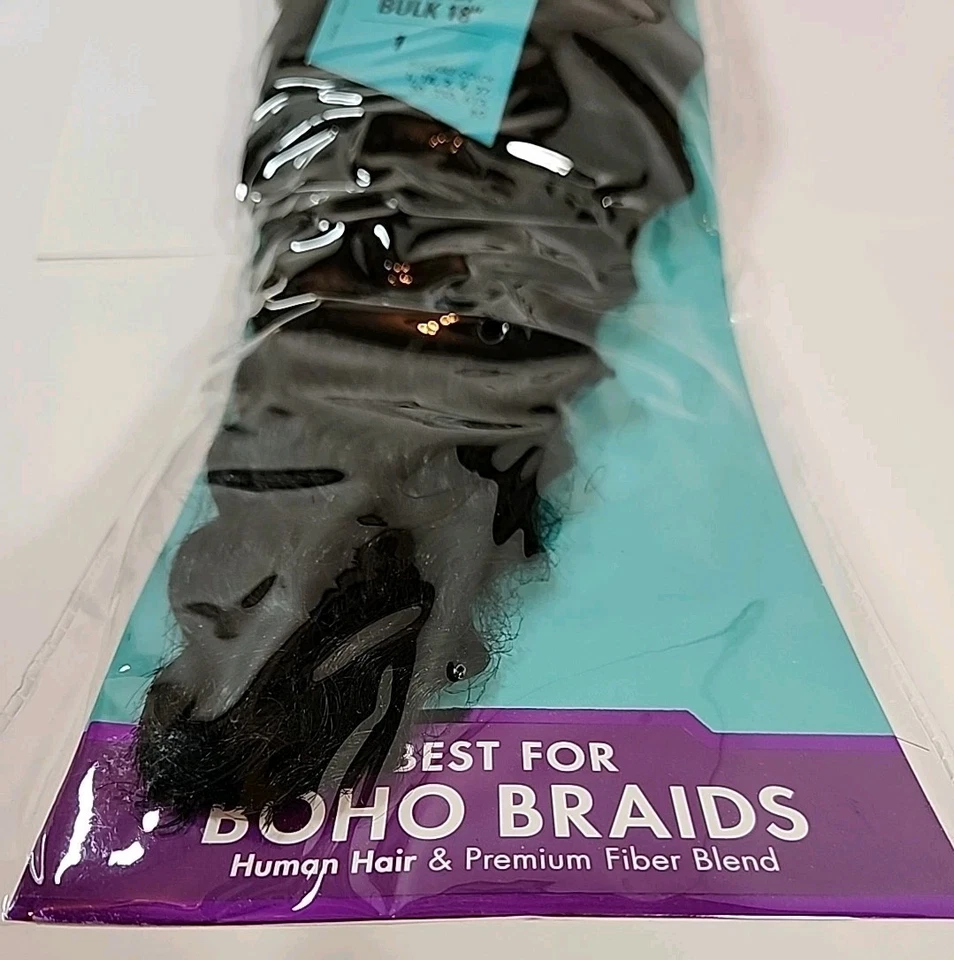 BULK 18"
1
BEST FOR
BOHO BRAIDS
Human Hair & Premium Fiber Blend